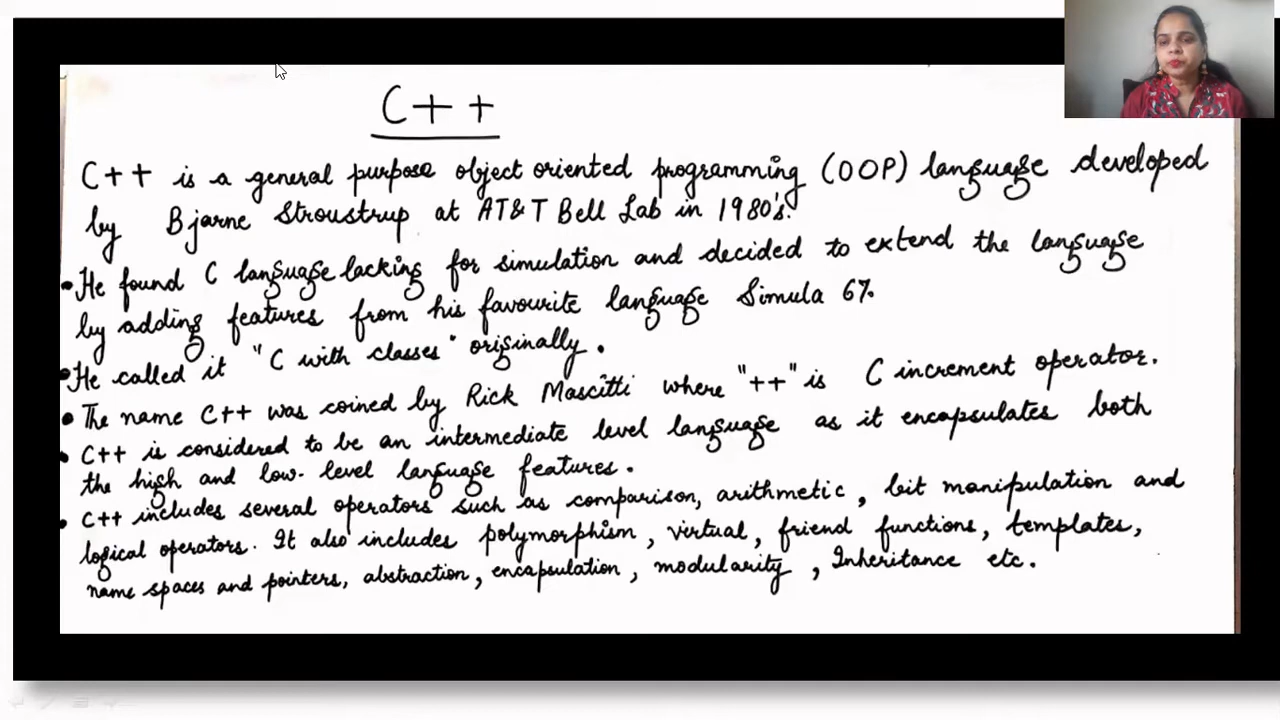 C++
C++ is a general purpose object oriented programming (OOP) language developed
by Bjarne Stroustrup at AT&T Bell Lab in 1980's.
• He found C language lacking for simulation and decided to extend the language
by adding features from his favourite language Simula 67.
• He called it "C with classes" originally.
• The name C++ was coined by Rick Mascitti where "++" is C increment operator.
• C++ is considered to be an intermediate level language as it encapsulates both
the high and low-level language features.
• C++ includes several operators such as comparison, arithmetic, bit manipulation and
logical operators. It also includes polymorphism, virtual, friend functions, templates,
name spaces and pointers, abstraction, encapsulation, modularity, Inheritance etc.